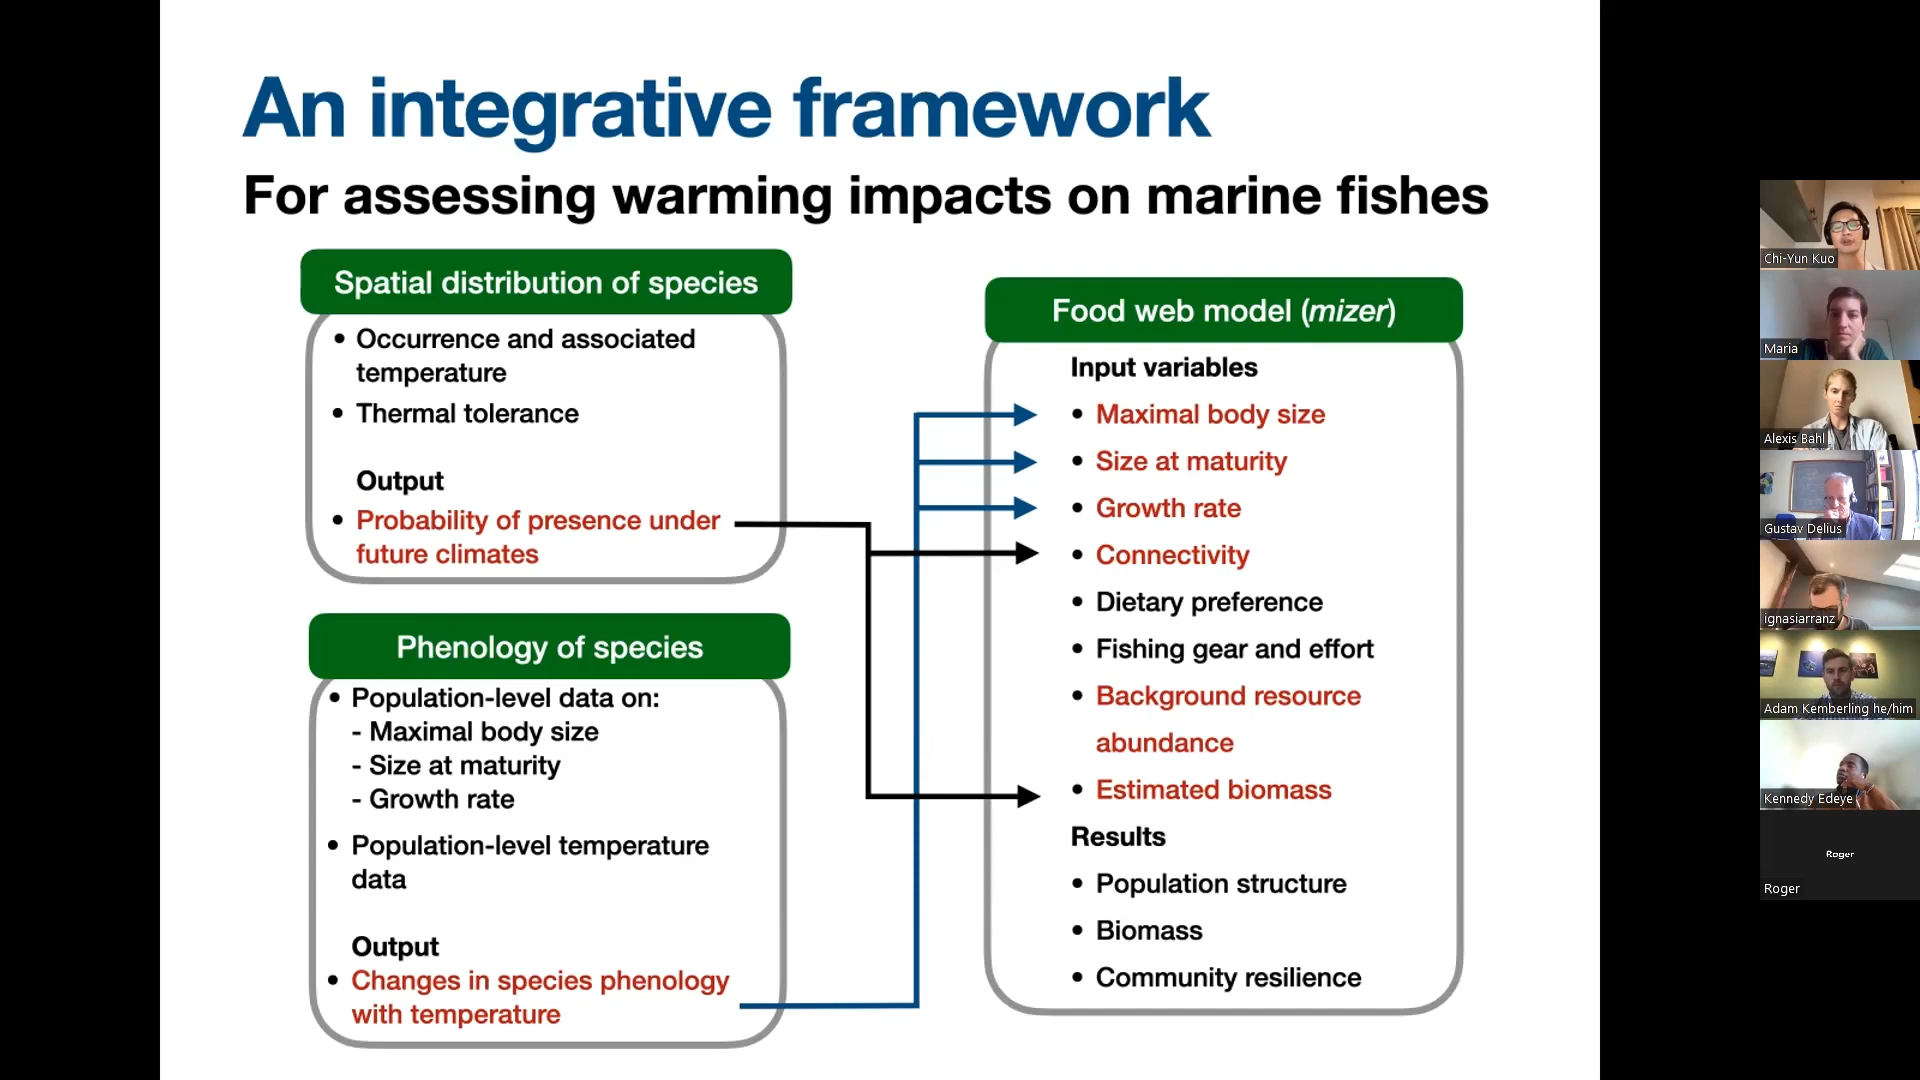 An integrative framework
For assessing warming impacts on marine fishes
Spatial distribution of species
• Occurrence and associated
temperature
• Thermal tolerance
Output
• Probability of presence under
future climates
Phenology of species
• Population-level data on:
- Maximal body size
- Size at maturity
- Growth rate
• Population-level temperature
data
Output
• Changes in species phenology
with temperature
Food web model (mizer)
Input variables
• Maximal body size
• Size at maturity
• Growth rate
• Connectivity
• Dietary preference
• Fishing gear and effort
• Background resource
abundance
• Estimated biomass
Results
• Population structure
• Biomass
• Community resilience
Chi-Yun Kuo
Maria
Alexis Bahl
Gustav Delius
ignasiarranz
Adam Kemberling he/him
Kennedy Edeye
Roger
Roger